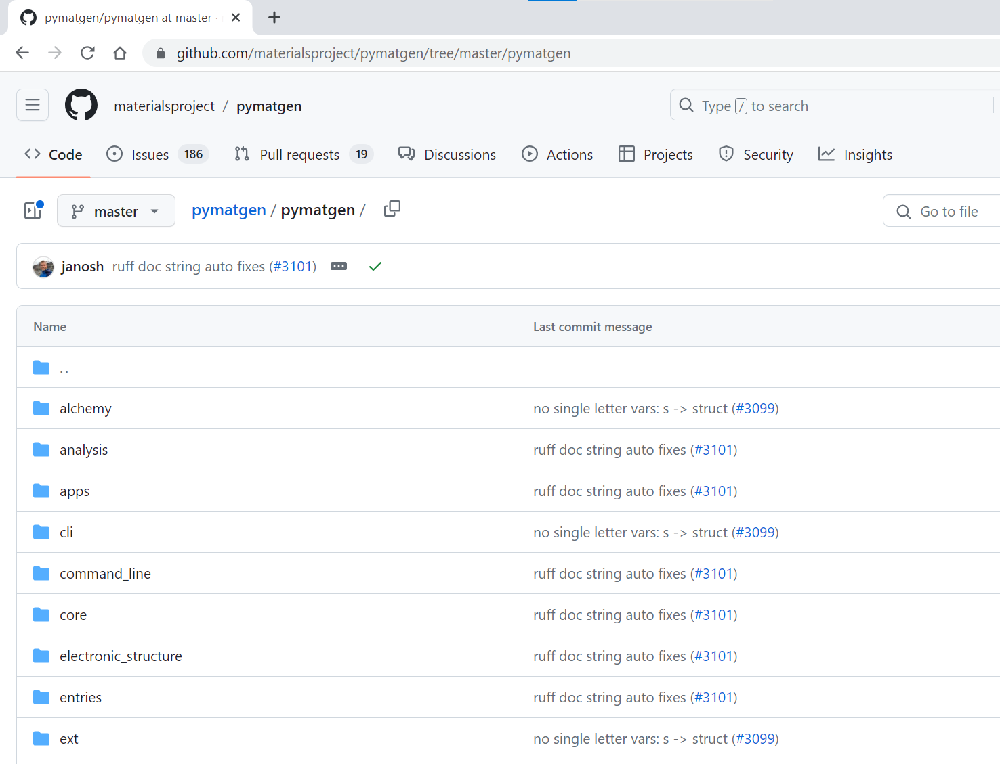 pymatgen/pymatgen at master ·
github.com/materialsproject/pymatgen/tree/master/pymatgen
materialsproject / pymatgen
Type / to search
Code
Issues 186
Pull requests 19
Discussions
Actions
Projects
Security
Insights
master
pymatgen / pymatgen /
Go to file
janosh ruff doc string auto fixes (#3101)
Name Last commit message
..
alchemy no single letter vars: s -> struct (#3099)
analysis ruff doc string auto fixes (#3101)
apps ruff doc string auto fixes (#3101)
cli no single letter vars: s -> struct (#3099)
command_line ruff doc string auto fixes (#3101)
core ruff doc string auto fixes (#3101)
electronic_structure ruff doc string auto fixes (#3101)
entries ruff doc string auto fixes (#3101)
ext no single letter vars: s -> struct (#3099)